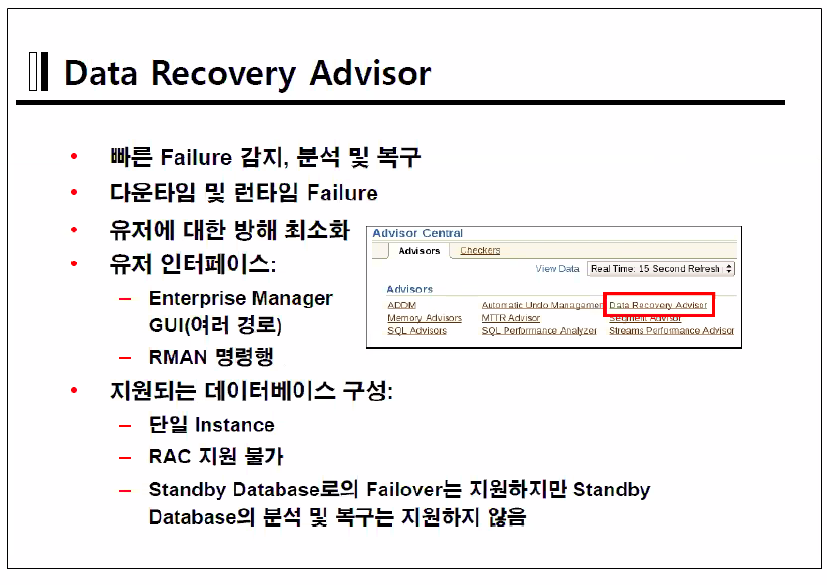 Data Recovery Advisor
• 빠른 Failure 감지, 분석 및 복구
• 다운타임 및 런타임 Failure
• 유저에 대한 방해 최소화
• 유저 인터페이스:
– Enterprise Manager
GUI(여러 경로)
– RMAN 명령행
Advisor Central
Advisors Checkers
View Data Real Time: 15 Second Refresh
Advisors
ADDM Automatic Undo Managemen Data Recovery Advisor
Memory Advisors MTTR Advisor Segment Advisor
SQL Advisors SQL Performance Analyzer Streams Performance Advisor
• 지원되는 데이터베이스 구성:
– 단일 Instance
– RAC 지원 불가
– Standby Database로의 Failover는 지원하지만 Standby
Database의 분석 및 복구는 지원하지 않음